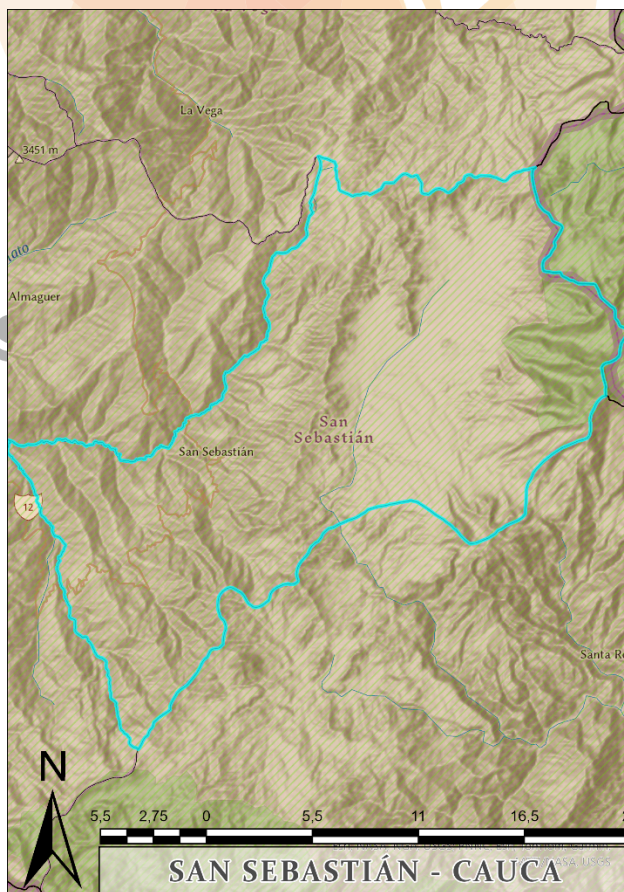 La Vega
3451 m
Almaguer
San
Sebastián
San Sebastián
12
Santa Ro
N
5,5 2,75 0 5,5 11 16,5
SAN SEBASTIÁN - CAUCA